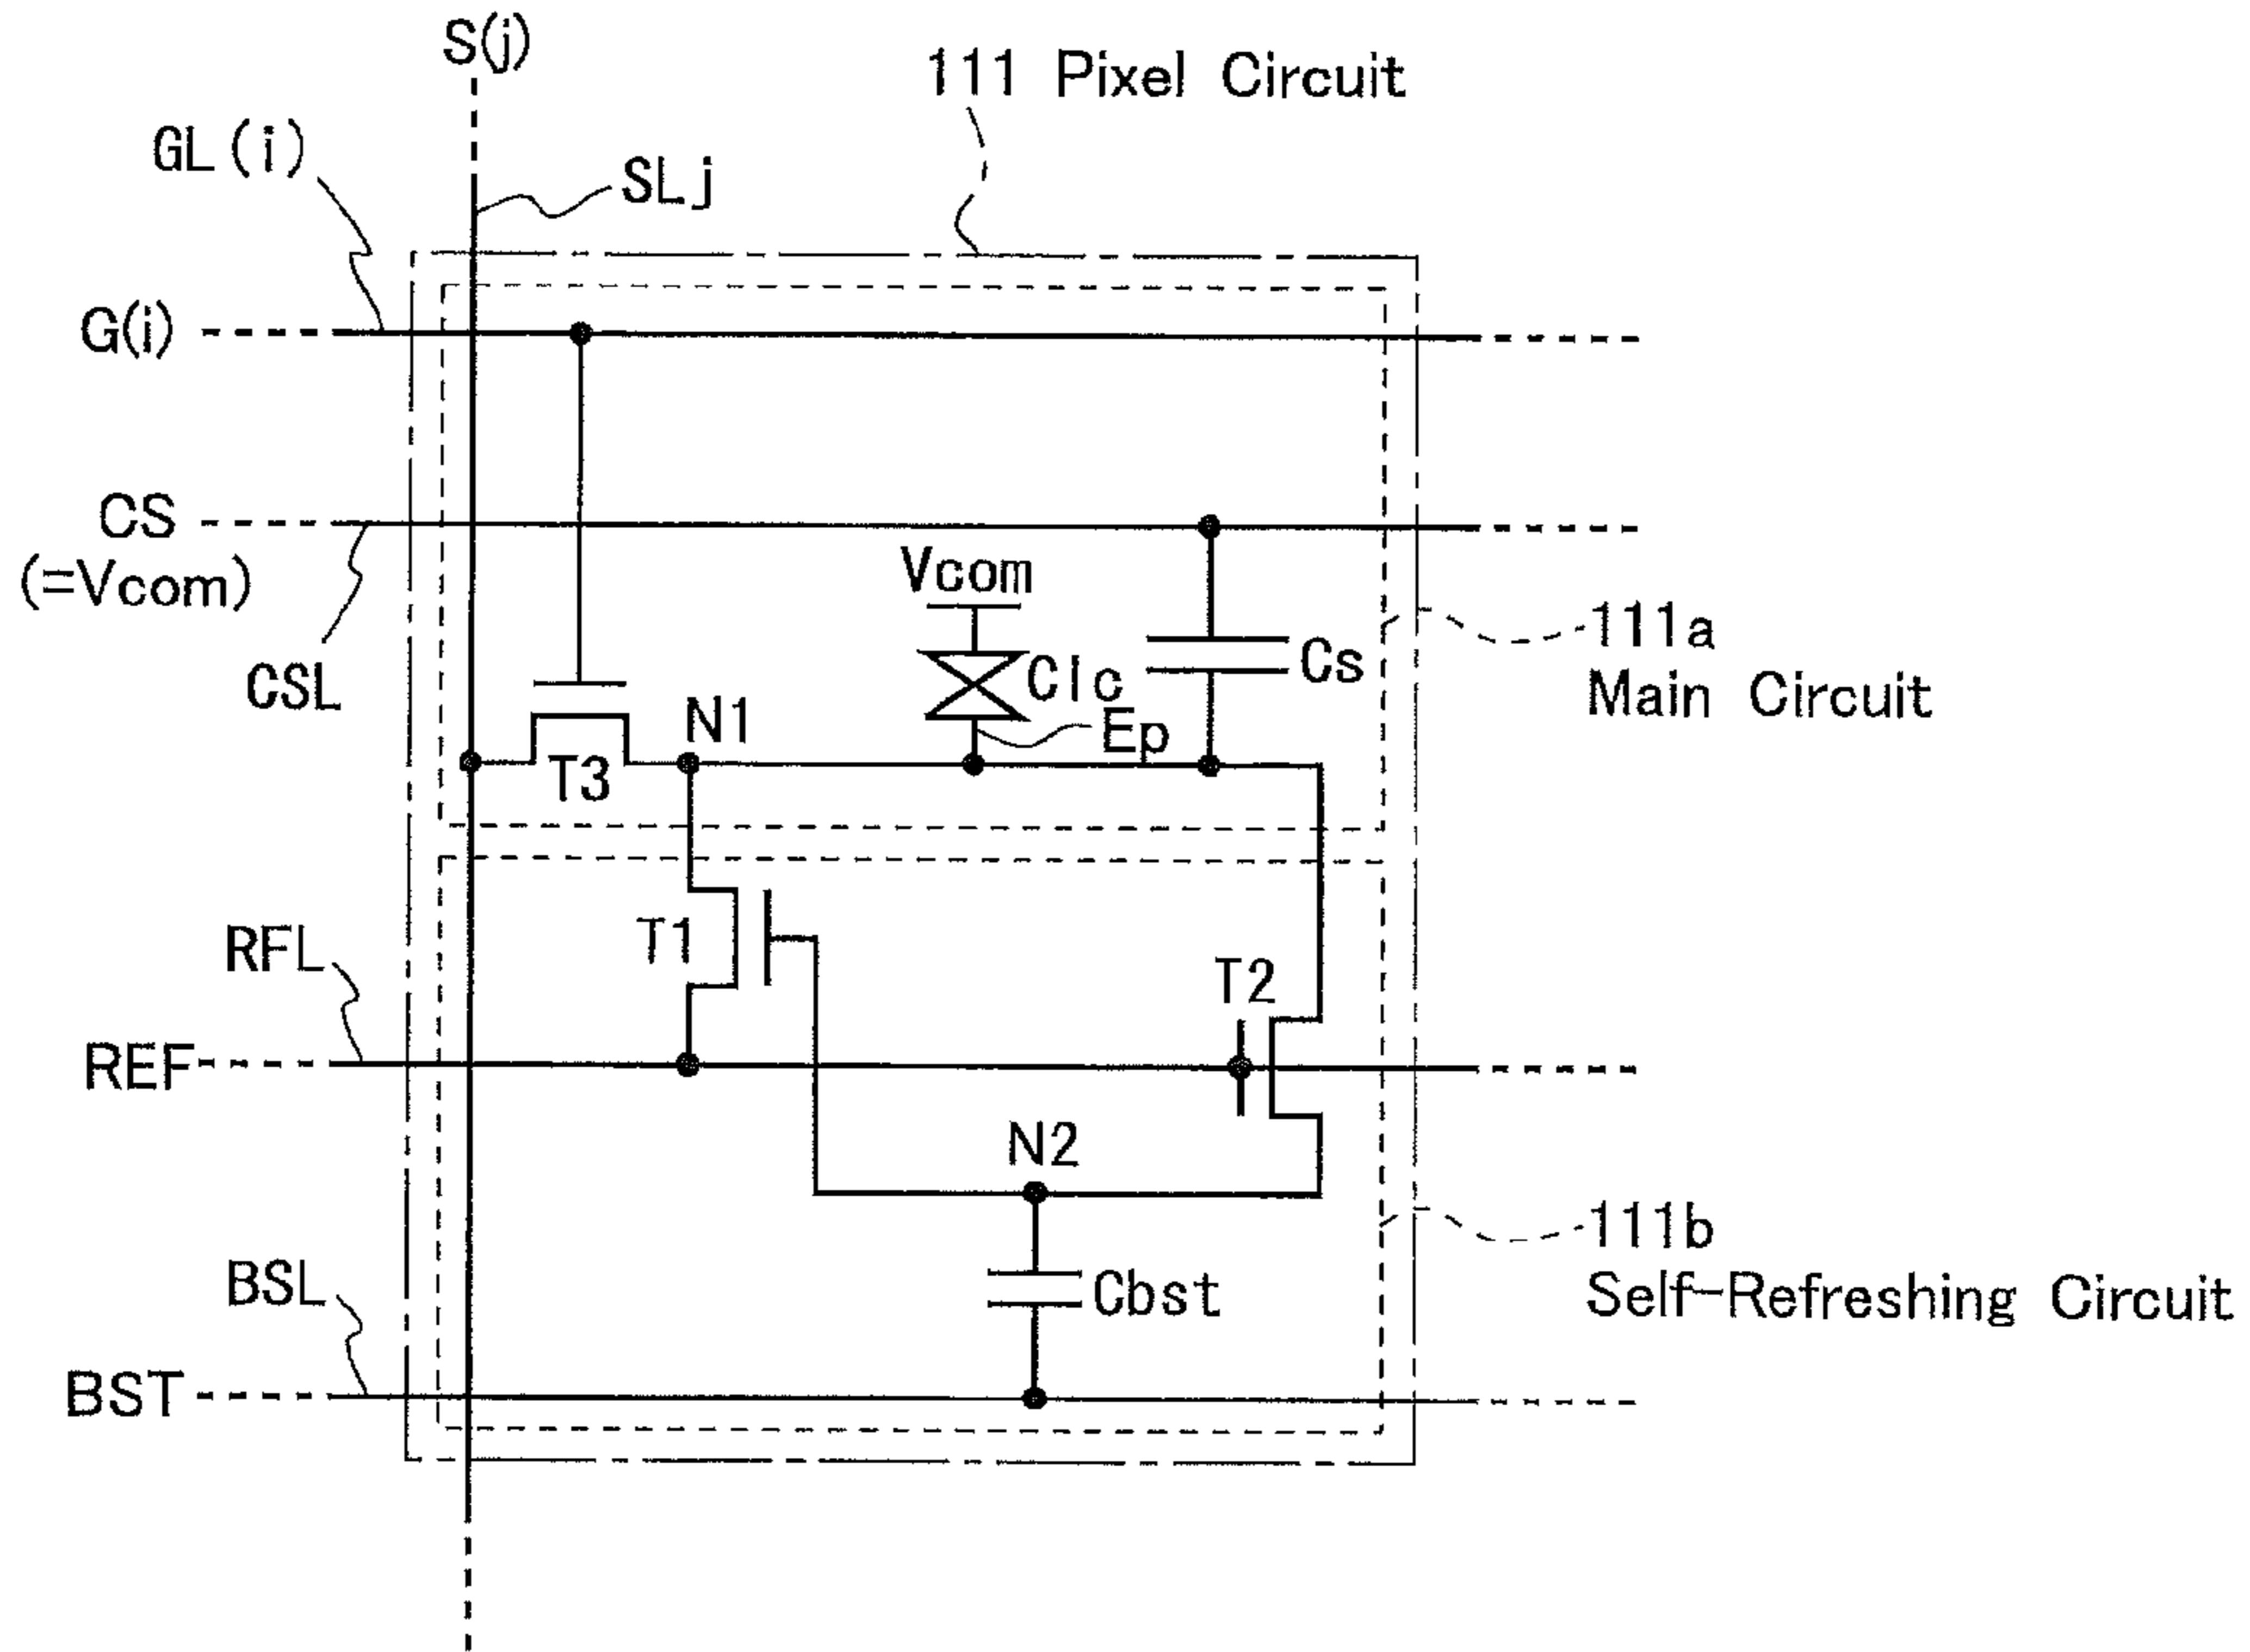 S(j)
111 Pixel Circuit
GL(i)
SLj
G(i)
CS
(=Vcom)
Vcom
CSL
Clc
Cs
111a
Main Circuit
N1
Ep
T3
T1
RFL
T2
REF
N2
111b
Self-Refreshing Circuit
BSL
Cbst
BST